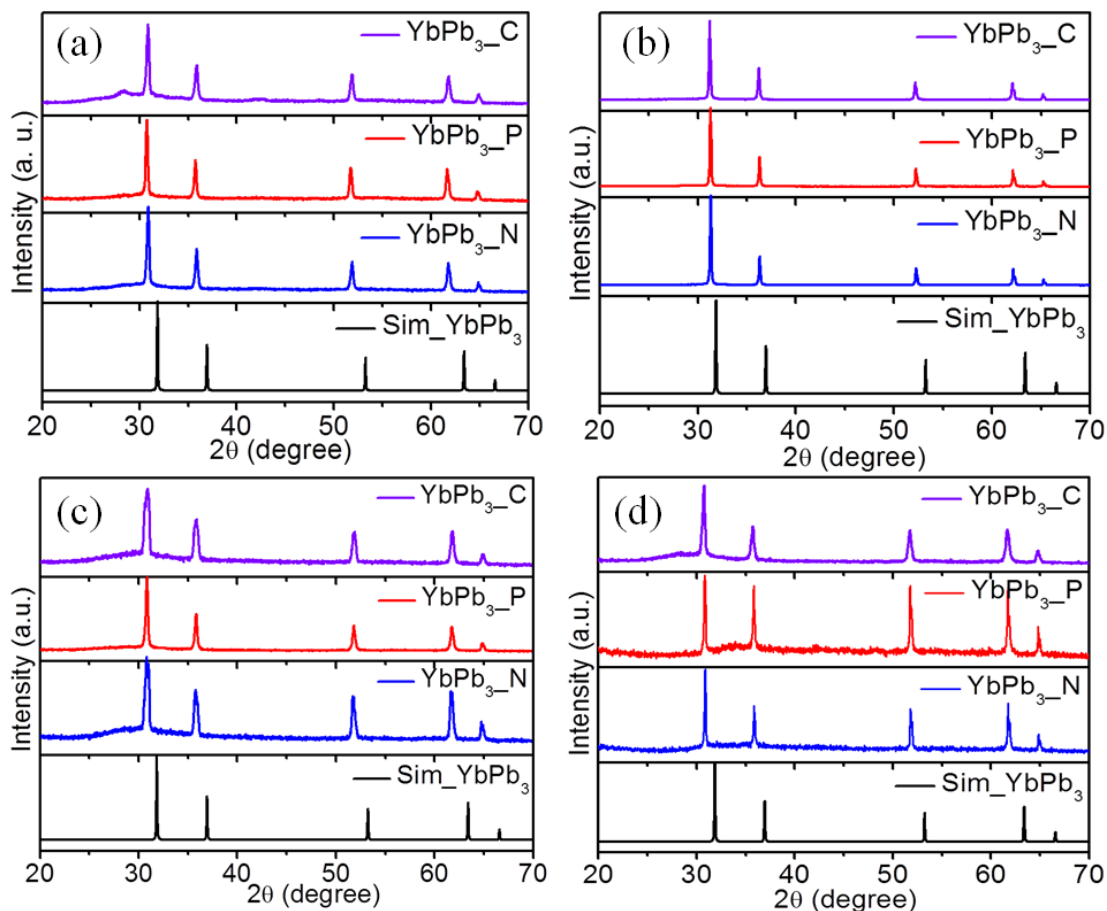 (a)
YbPb₃_C
YbPb₃_P
YbPb₃_N
Sim_YbPb₃
Intensity (a. u.)
20 30 40 50 60 70
2θ (degree)
(b)
YbPb₃_C
YbPb₃_P
YbPb₃_N
Sim_YbPb₃
Intensity (a.u.)
20 30 40 50 60 70
2θ (degree)
(c)
YbPb₃_C
YbPb₃_P
YbPb₃_N
Sim_YbPb₃
Intensity (a.u.)
20 30 40 50 60 70
2θ (degree)
(d)
YbPb₃_C
YbPb₃_P
YbPb₃_N
Sim_YbPb₃
Intensity (a.u.)
20 30 40 50 60 70
2θ (degree)